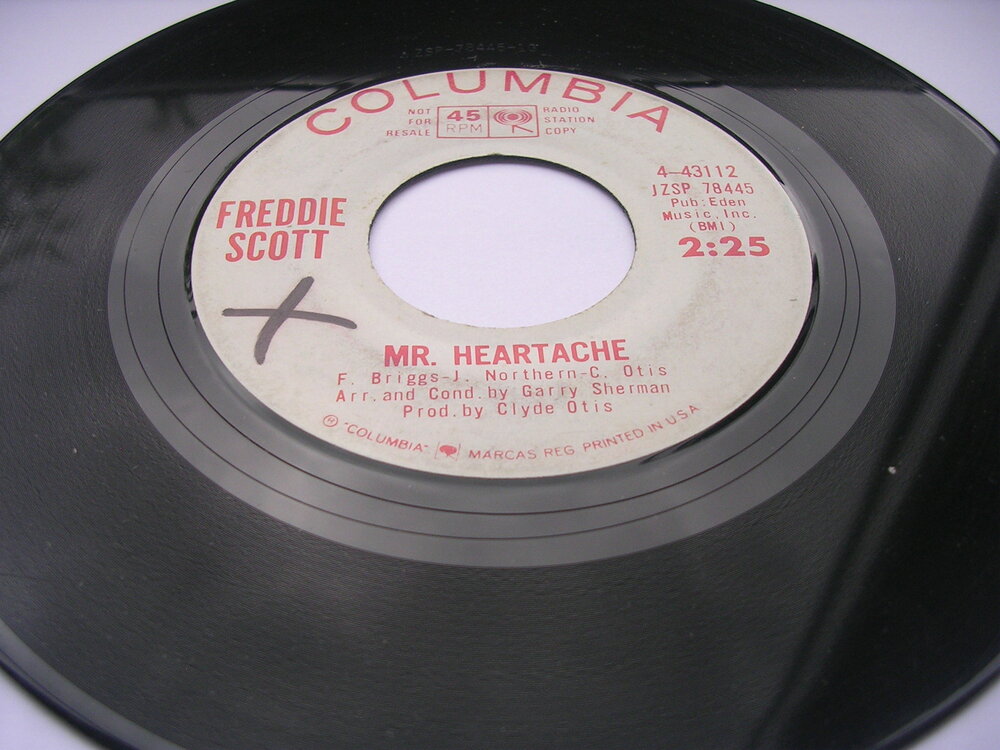 COLUMBIA
NOT
FOR
RESALE
45
RPM
RADIO
STATION
COPY
4-43112
JZSP 78445
Pub: Eden
Music, Inc.
(BMI)
2:25
FREDDIE
SCOTT
MR. HEARTACHE
F. Briggs-J. Northern-C. Otis
Arr. and Cond. by Garry Sherman
Prod. by Clyde Otis
® "COLUMBIA" MARCAS REG PRINTED IN U.S.A